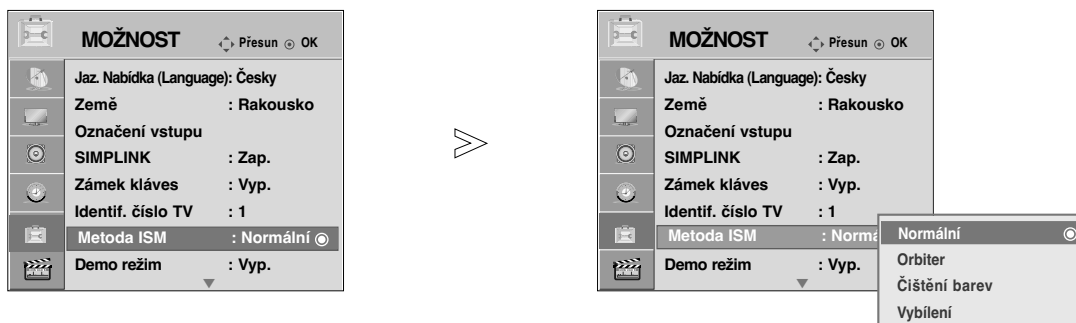 MOŽNOST Přesun OK
Jaz. Nabídka (Language): Česky
Země : Rakousko
Označení vstupu
SIMPLINK : Zap.
Zámek kláves : Vyp.
Identif. číslo TV : 1
Metoda ISM : Normální
Demo režim : Vyp.
MOŽNOST Přesun OK
Jaz. Nabídka (Language): Česky
Země : Rakousko
Označení vstupu
SIMPLINK : Zap.
Zámek kláves : Vyp.
Identif. číslo TV : 1
Metoda ISM : Normá
Demo režim : Vyp.
Normální
Orbiter
Čištění barev
Vybílení